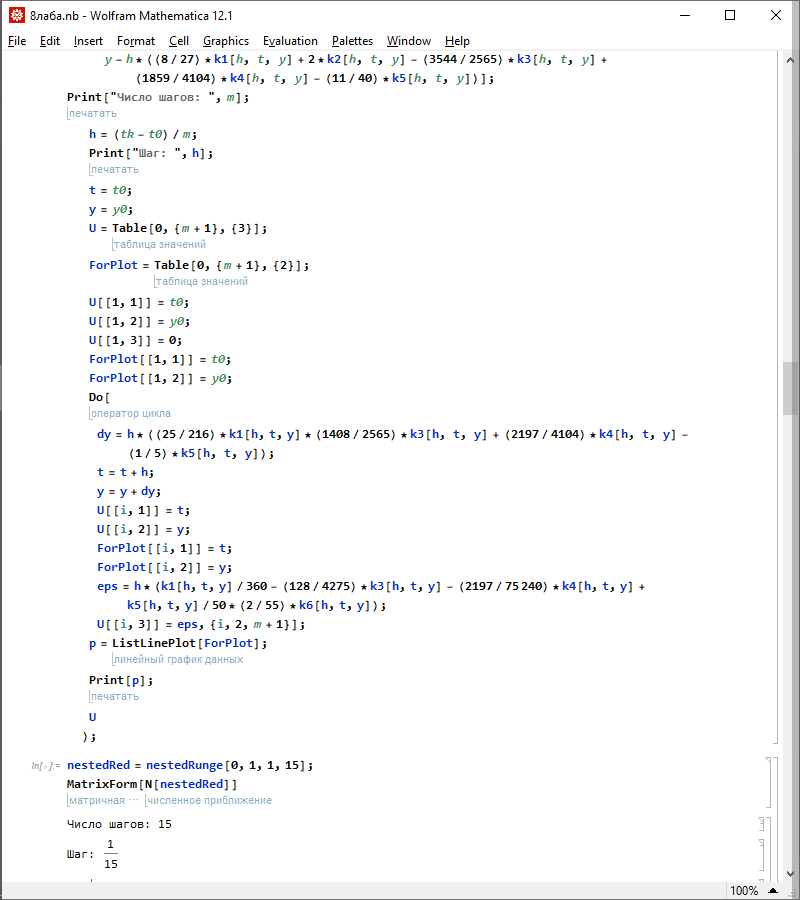 8лаба.nb - Wolfram Mathematica 12.1
File Edit Insert Format Cell Graphics Evaluation Palettes Window Help
y - h * ((8 / 27) * k1[h, t, y] + 2 * k2[h, t, y] - (3544 / 2565) * k3[h, t, y] +
(1859 / 4104) * k4[h, t, y] - (11 / 40) * k5[h, t, y])];
Print["Число шагов: ", m];
печатать
h = (tk - t0) / m;
Print["Шаг: ", h];
печатать
t = t0;
y = y0;
U = Table[0, {m + 1}, {3}];
таблица значений
ForPlot = Table[0, {m + 1}, {2}];
таблица значений
U[[1, 1]] = t0;
U[[1, 2]] = y0;
U[[1, 3]] = 0;
ForPlot[[1, 1]] = t0;
ForPlot[[1, 2]] = y0;
Do[
оператор цикла
dy = h * ((25 / 216) * k1[h, t, y] * (1408 / 2565) * k3[h, t, y] + (2197 / 4104) * k4[h, t, y] -
(1 / 5) * k5[h, t, y]);
t = t + h;
y = y + dy;
U[[i, 1]] = t;
U[[i, 2]] = y;
ForPlot[[i, 1]] = t;
ForPlot[[i, 2]] = y;
eps = h * (k1[h, t, y] / 360 - (128 / 4275) * k3[h, t, y] - (2197 / 75 240) * k4[h, t, y] +
k5[h, t, y] / 50 * (2 / 55) * k6[h, t, y]);
U[[i, 3]] = eps, {i, 2, m + 1}];
p = ListLinePlot[ForPlot];
линейный график данных
Print[p];
печатать
U
);
In[◦]:= nestedRed = nestedRunge[0, 1, 1, 15];
MatrixForm[N[nestedRed]]
матричная ⋯ численное приближение
Число шагов: 15
Шаг: 1
15
100%